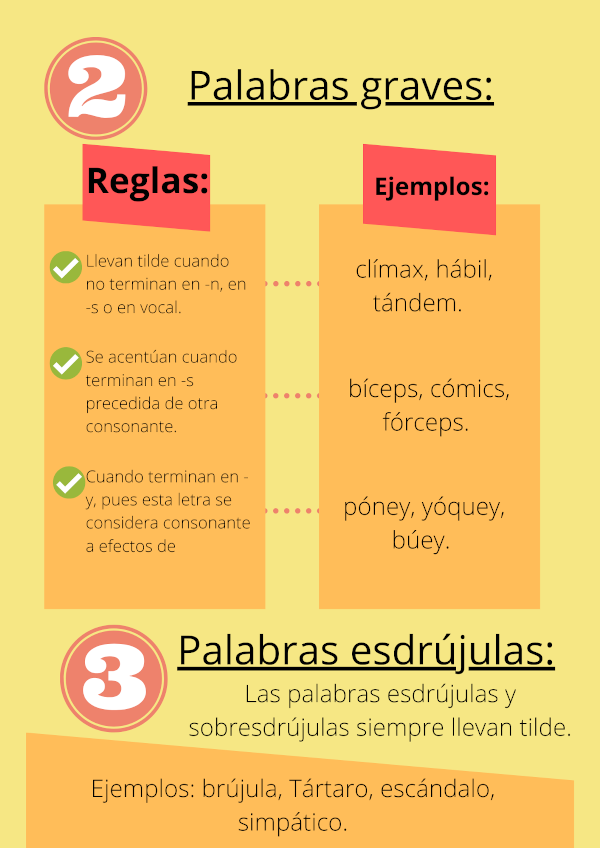 2
Palabras graves:
Reglas:
Llevan tilde cuando
no terminan en -n, en
-s o en vocal.
Se acentúan cuando
terminan en -s
precedida de otra
consonante.
Cuando terminan en -
y, pues esta letra se
considera consonante
a efectos de
Ejemplos:
clímax, hábil,
tándem.
bíceps, cómics,
fórceps.
póney, yóquey,
búey.
3
Palabras esdrújulas:
Las palabras esdrújulas y
sobresdrújulas siempre llevan tilde.
Ejemplos: brújula, Tártaro, escándalo,
simpático.